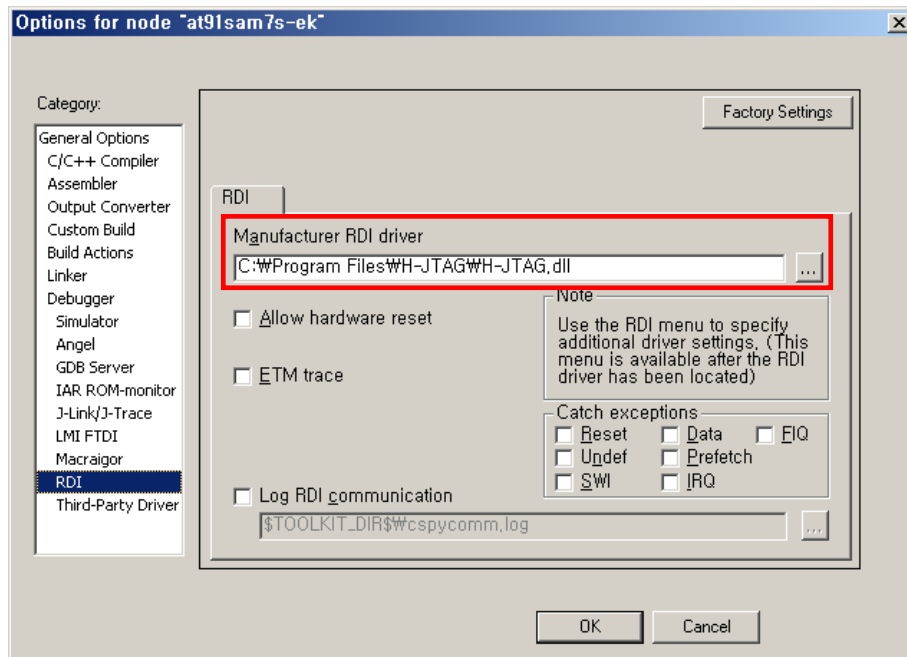 Options for node "at91sam7s-ek"
Category:
General Options
C/C++ Compiler
Assembler
Output Converter
Custom Build
Build Actions
Linker
Debugger
Simulator
Angel
GDB Server
IAR ROM-monitor
J-Link/J-Trace
LMI FTDI
Macraigor
RDI
Third-Party Driver
Factory Settings
RDI
Manufacturer RDI driver
C:₩Program Files₩H-JTAG₩H-JTAG.dll
...
Allow hardware reset
ETM trace
Note
Use the RDI menu to specify
additional driver settings. (This
menu is available after the RDI
driver has been located)
Catch exceptions
Reset Data FIQ
Undef Prefetch
SWI IRQ
Log RDI communication
$TOOLKIT_DIR$₩cspycomm.log
...
OK Cancel